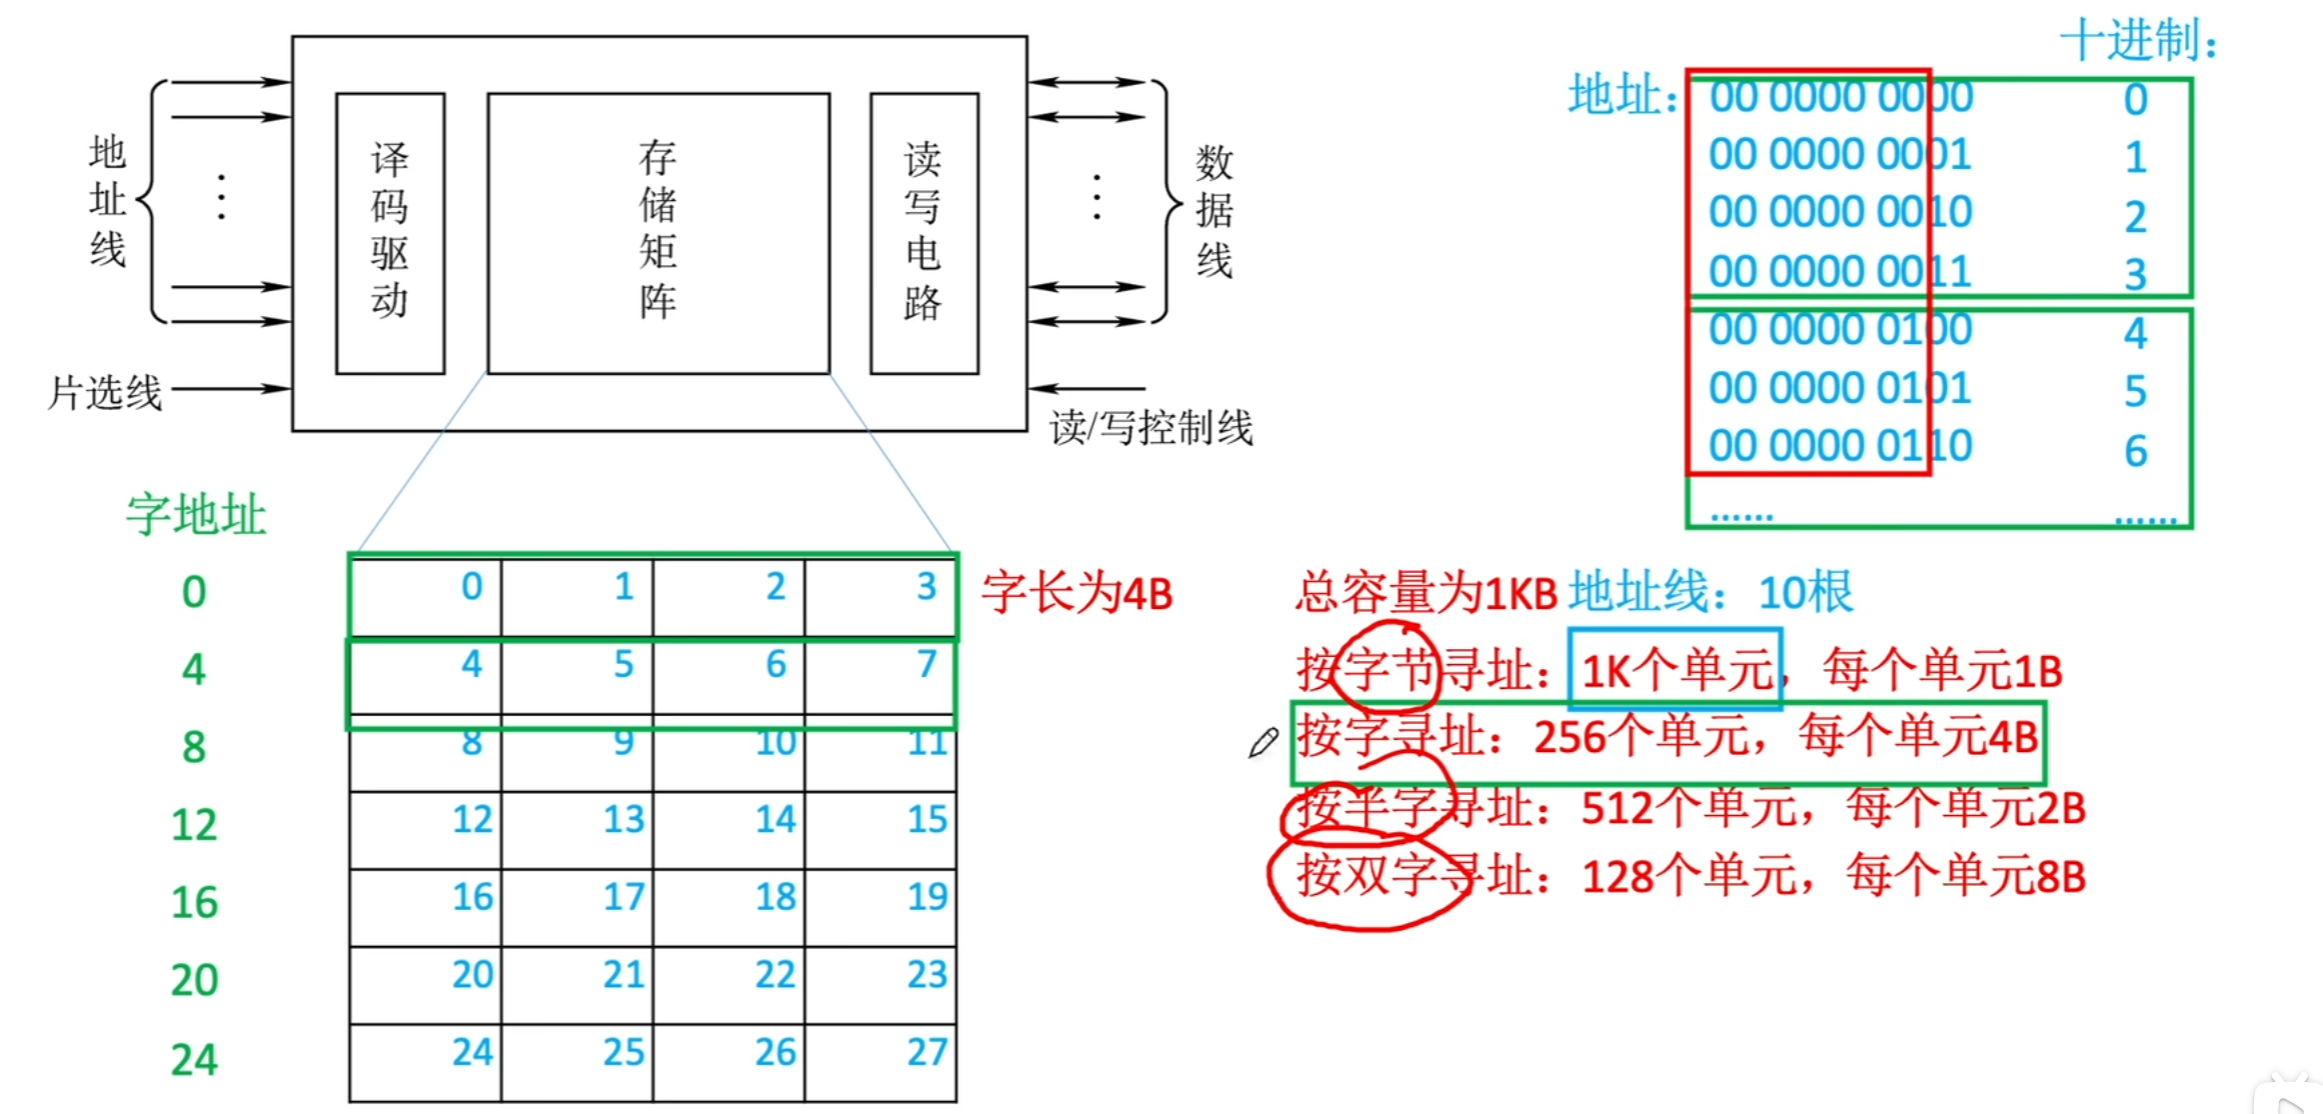 地址线
片选线
译码驱动
存储矩阵
读写电路
数据线
读/写控制线
十进制:
地址: 00 0000 0000 0
00 0000 0001 1
00 0000 0010 2
00 0000 0011 3
00 0000 0100 4
00 0000 0101 5
00 0000 0110 6
...... ......
字地址
0 0 1 2 3 字长为4B
4 4 5 6 7
8 8 9 10 11
12 12 13 14 15
16 16 17 18 19
20 20 21 22 23
24 24 25 26 27
总容量为1KB 地址线：10根
按字节寻址：1K个单元，每个单元1B
按字寻址：256个单元，每个单元4B
按半字寻址：512个单元，每个单元2B
按双字寻址：128个单元，每个单元8B